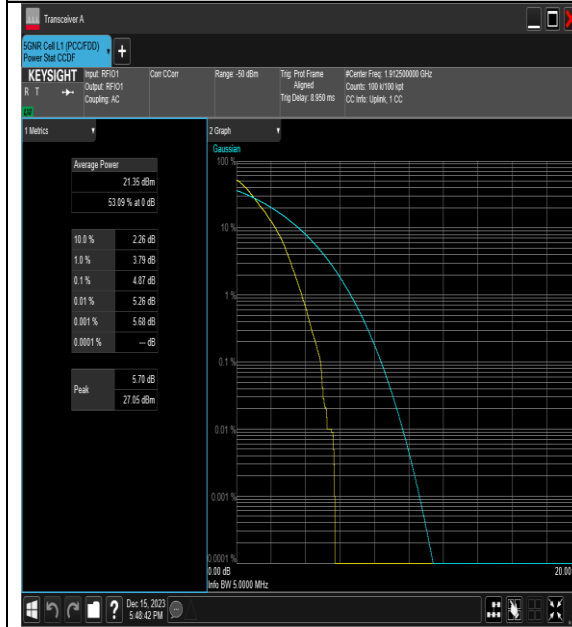 Transceiver A
5GNR Cell L1 (PCC/FDD)
Power Stat CCDF
+
KEYSIGHT
R T
Input: RFIO1
Output: RFIO1
Coupling: AC
Corr CCorr
Range: -50 dBm
Trig: Prot Frame
Aligned
Trig Delay: 8.950 ms
#Center Freq: 1.912500000 GHz
Counts: 100 k/100 kpt
CC Info: Uplink, 1 CC
1 Metrics
2 Graph
Average Power
21.35 dBm
53.09 % at 0 dB
10.0 % 2.26 dB
1.0 % 3.79 dB
0.1 % 4.87 dB
0.01 % 5.26 dB
0.001 % 5.68 dB
0.0001 % --- dB
Peak
5.70 dB
27.05 dBm
Gaussian
100 %
10 %
1 %
0.1 %
0.01 %
0.001 %
0.0001 %
0.00 dB
20.00
Info BW 5.0000 MHz
?
Dec 15, 2023
5:48:42 PM